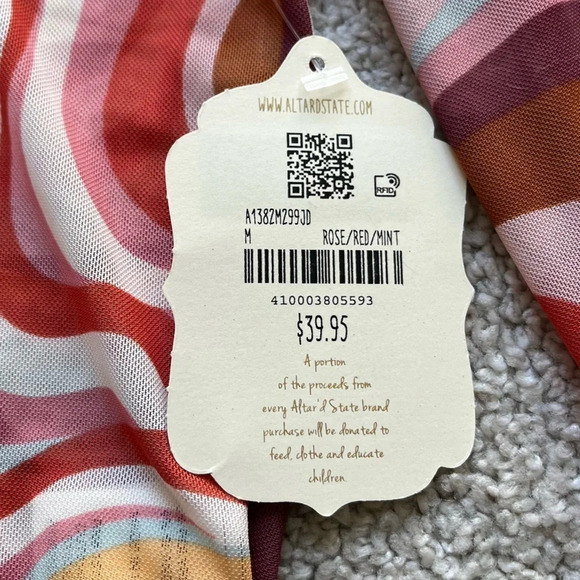 WWW.ALTARDSTATE.COM
RFID
A1382M299JD
M ROSE/RED/MINT
410003805593
$39.95
A portion
of the proceeds from
every Altar'd State brand
purchase will be donated to
feed, clothe and educate
children.